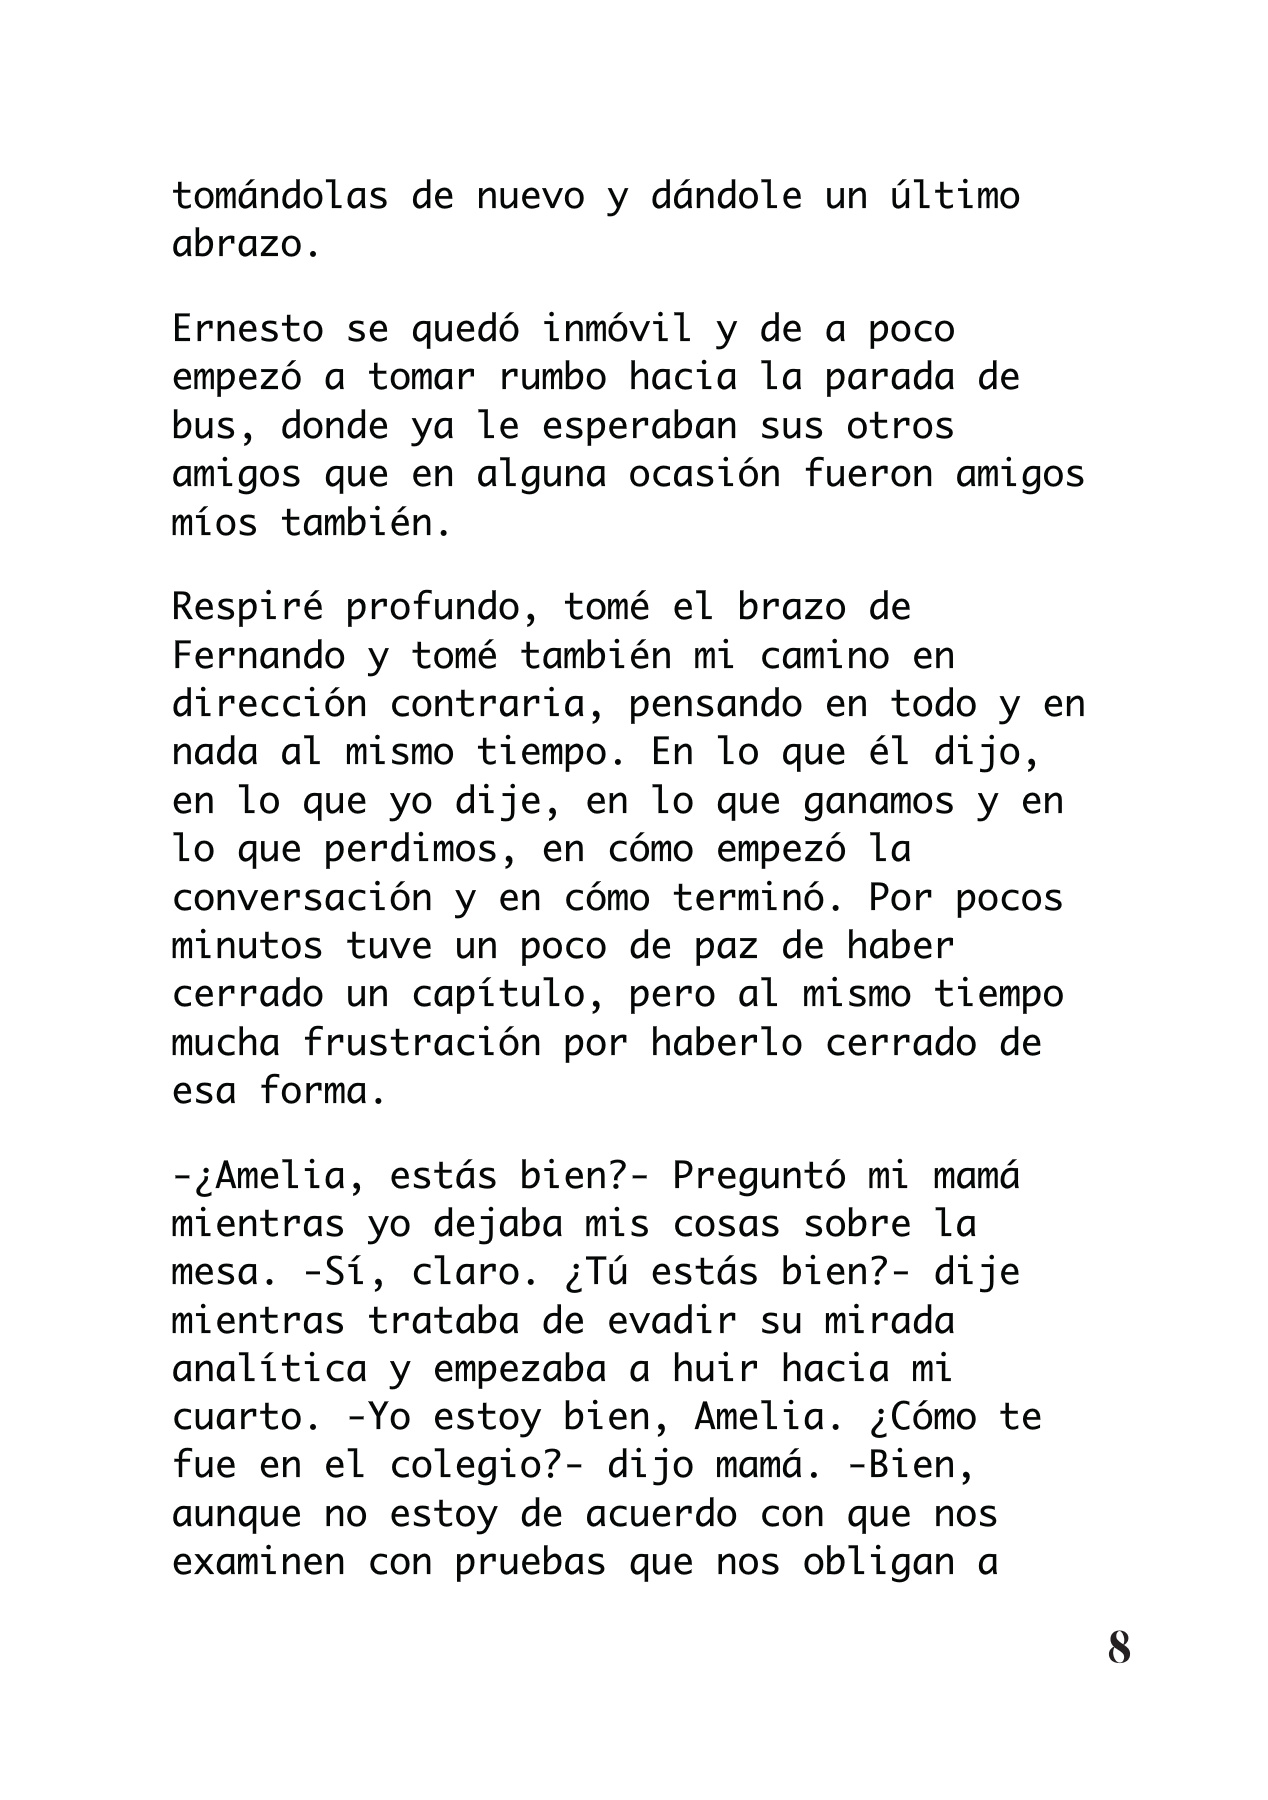 tomándolas de nuevo y dándole un último
abrazo.
Ernesto se quedó inmóvil y de a poco
empezó a tomar rumbo hacia la parada de
bus, donde ya le esperaban sus otros
amigos que en alguna ocasión fueron amigos
míos también.
Respiré profundo, tomé el brazo de
Fernando y tomé también mi camino en
dirección contraria, pensando en todo y en
nada al mismo tiempo. En lo que él dijo,
en lo que yo dije, en lo que ganamos y en
lo que perdimos, en cómo empezó la
conversación y en cómo terminó. Por pocos
minutos tuve un poco de paz de haber
cerrado un capítulo, pero al mismo tiempo
mucha frustración por haberlo cerrado de
esa forma.
-¿Amelia, estás bien?- Preguntó mi mamá
mientras yo dejaba mis cosas sobre la
mesa. -Sí, claro. ¿Tú estás bien?- dije
mientras trataba de evadir su mirada
analítica y empezaba a huir hacia mi
cuarto. -Yo estoy bien, Amelia. ¿Cómo te
fue en el colegio?- dijo mamá. -Bien,
aunque no estoy de acuerdo con que nos
examinen con pruebas que nos obligan a
8